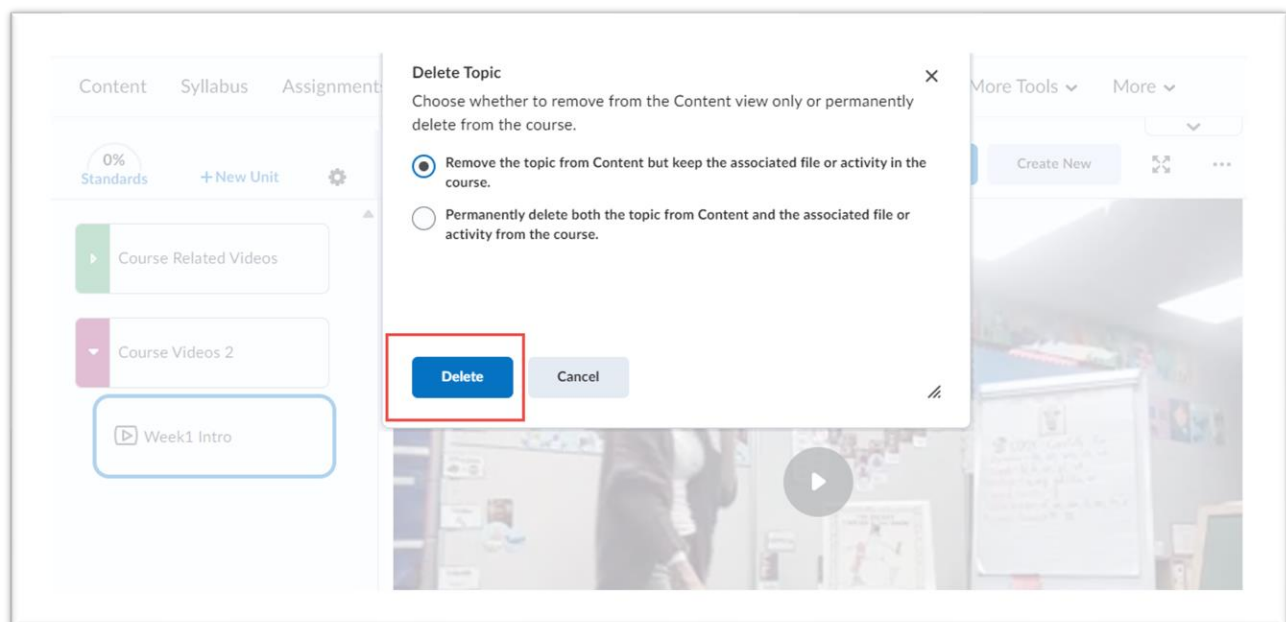 Delete Topic
Content Syllabus Assignments More Tools More
Choose whether to remove from the Content view only or permanently
delete from the course.
0%
Standards
+ New Unit
Create New
Remove the topic from Content but keep the associated file or activity in the
course.
Permanently delete both the topic from Content and the associated file or
activity from the course.
Course Related Videos
Course Videos 2
Delete Cancel
Week1 Intro